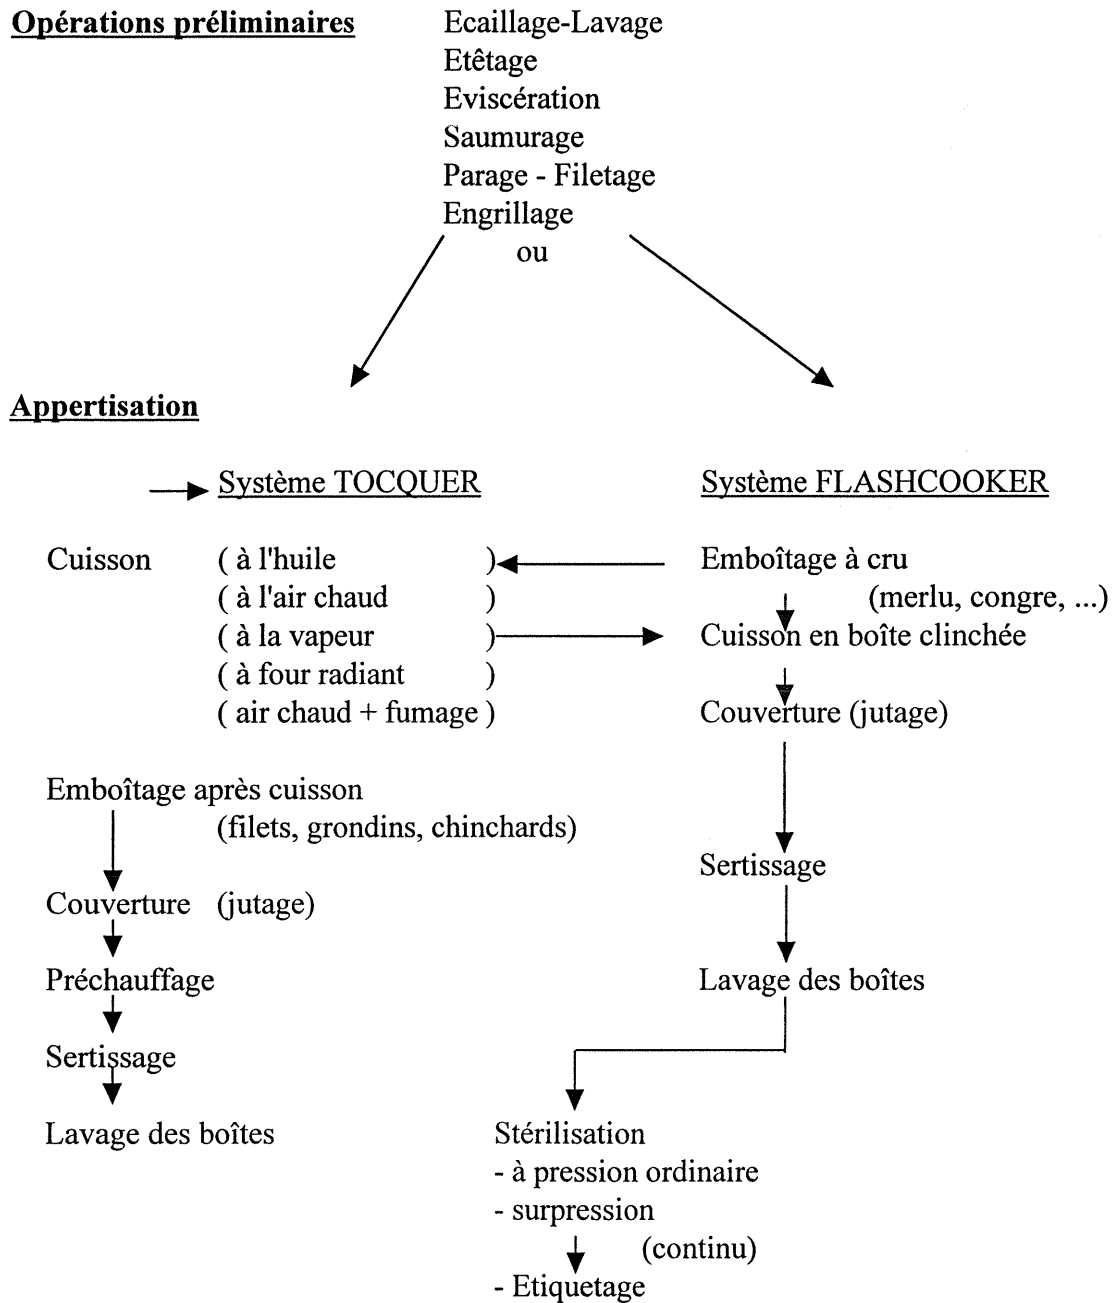 Opérations préliminaires
Ecaillage-Lavage
Etêtage
Eviscération
Saumurage
Parage - Filetage
Engrillage
ou
Appertisation
Système TOCQUER
Cuisson ( à l'huile )
( à l'air chaud )
( à la vapeur )
( à four radiant )
( air chaud + fumage )
Emboîtage après cuisson
(filets, grondins, chinchards)
Couverture (jutage)
Préchauffage
Sertissage
Lavage des boîtes
Système FLASHCOOKER
Emboîtage à cru
(merlu, congre, ...)
Cuisson en boîte clinchée
Couverture (jutage)
Sertissage
Lavage des boîtes
Stérilisation
- à pression ordinaire
- surpression
(continu)
- Etiquetage